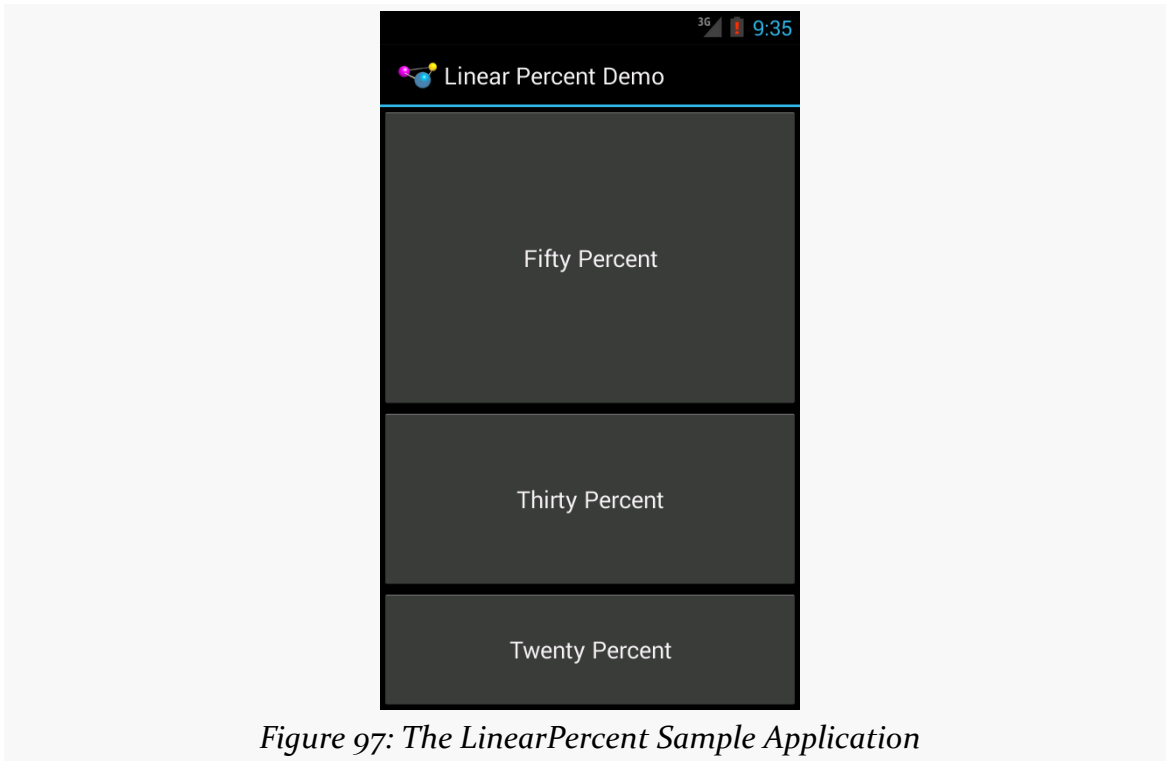 3G 9:35
Linear Percent Demo
Fifty Percent
Thirty Percent
Twenty Percent
Figure 97: The LinearPercent Sample Application